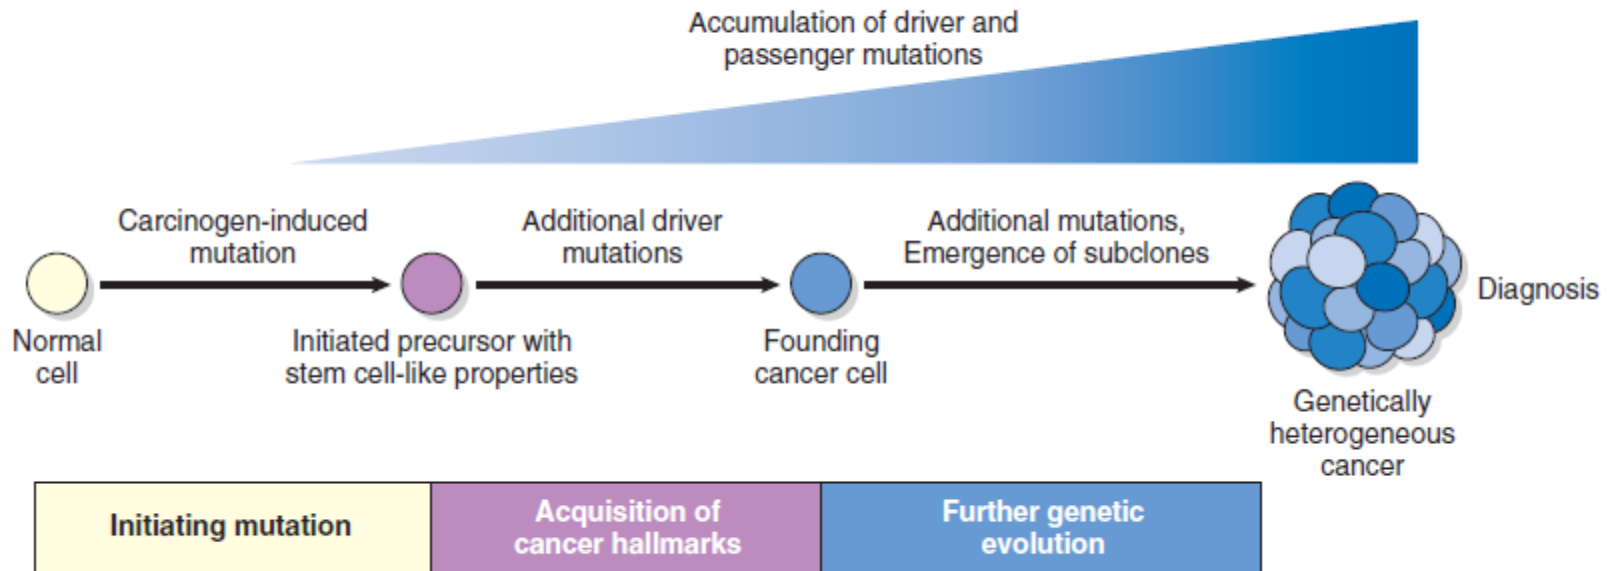 Accumulation of driver and
passenger mutations
Carcinogen-induced
mutation
Additional driver
mutations
Additional mutations,
Emergence of subclones
Normal
cell
Initiated precursor with
stem cell-like properties
Founding
cancer cell
Diagnosis
Genetically
heterogeneous
cancer
Initiating mutation
Acquisition of
cancer hallmarks
Further genetic
evolution